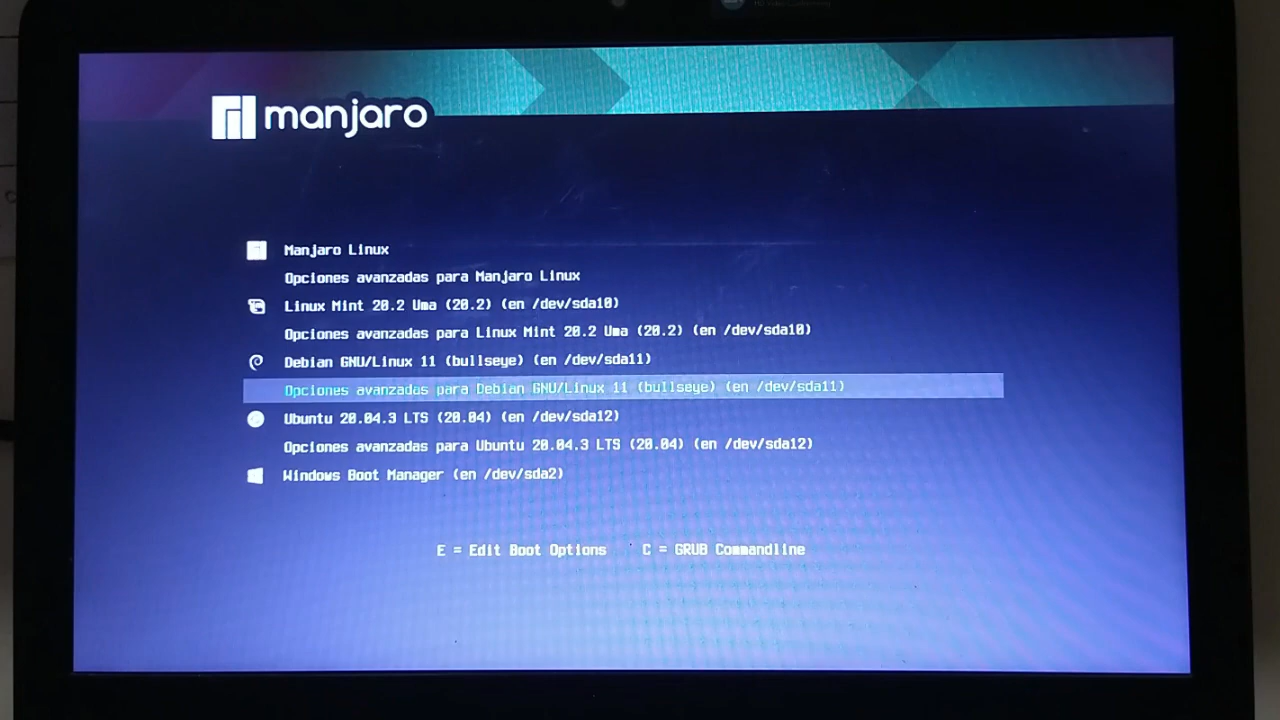 HD Video Conferencing
manjaro
Manjaro Linux
Opciones avanzadas para Manjaro Linux
Linux Mint 20.2 Uma (20.2) (en /dev/sda10)
Opciones avanzadas para Linux Mint 20.2 Uma (20.2) (en /dev/sda10)
Debian GNU/Linux 11 (bullseye) (en /dev/sda11)
Opciones avanzadas para Debian GNU/Linux 11 (bullseye) (en /dev/sda11)
Ubuntu 20.04.3 LTS (20.04) (en /dev/sda12)
Opciones avanzadas para Ubuntu 20.04.3 LTS (20.04) (en /dev/sda12)
Windows Boot Manager (en /dev/sda2)
E = Edit Boot Options C = GRUB Commandline